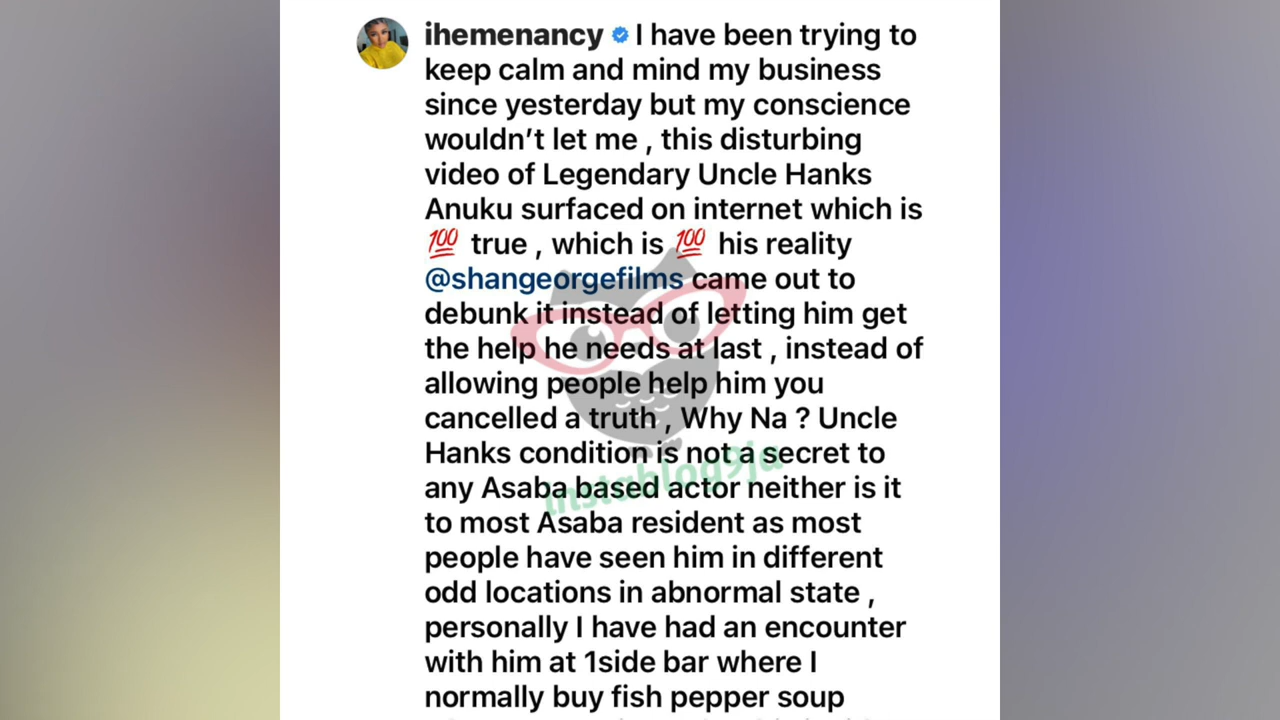 ihemenancy I have been trying to
keep calm and mind my business
since yesterday but my conscience
wouldn’t let me , this disturbing
video of Legendary Uncle Hanks
Anuku surfaced on internet which is
💯 true , which is 💯 his reality
@shangeorgefilms came out to
debunk it instead of letting him get
the help he needs at last , instead of
allowing people help him you
cancelled a truth , Why Na ? Uncle
Hanks condition is not a secret to
any Asaba based actor neither is it
to most Asaba resident as most
people have seen him in different
odd locations in abnormal state ,
personally I have had an encounter
with him at 1side bar where I
normally buy fish pepper soup
instablog9ja